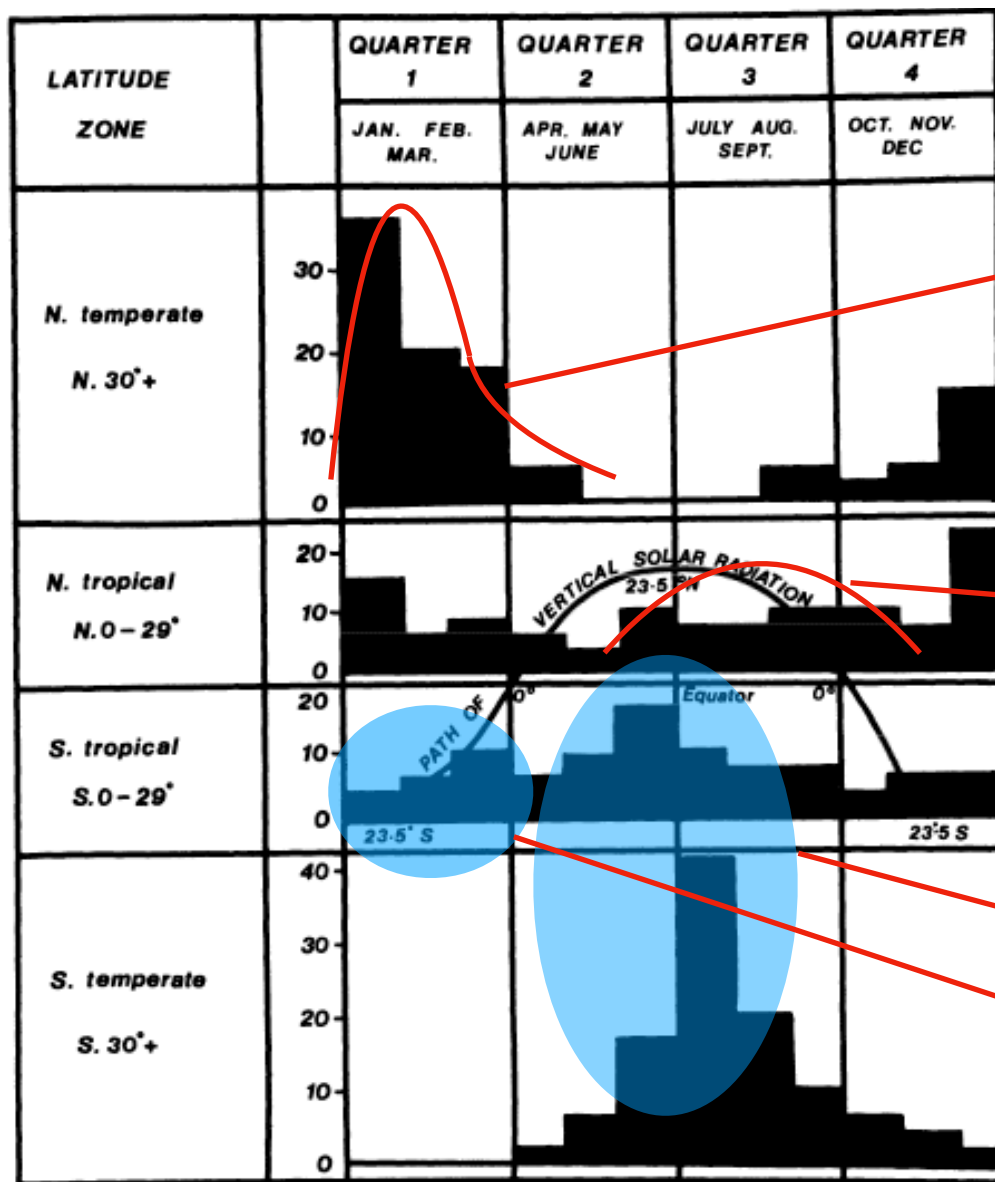 LATITUDE
ZONE
QUARTER
1
QUARTER
2
QUARTER
3
QUARTER
4
JAN. FEB.
MAR.
APR. MAY
JUNE
JULY AUG.
SEPT.
OCT. NOV.
DEC
N. temperate
N. 30°+
30
20
10
0
N. tropical
N. 0-29°
20
10
0
VERTICAL SOLAR RADIATION
23·5°N
S. tropical
S. 0-29°
20
10
0
PATH OF
0°
Equator
0°
23·5° S
23·5 S
S. temperate
S. 30°+
40
30
20
10
0